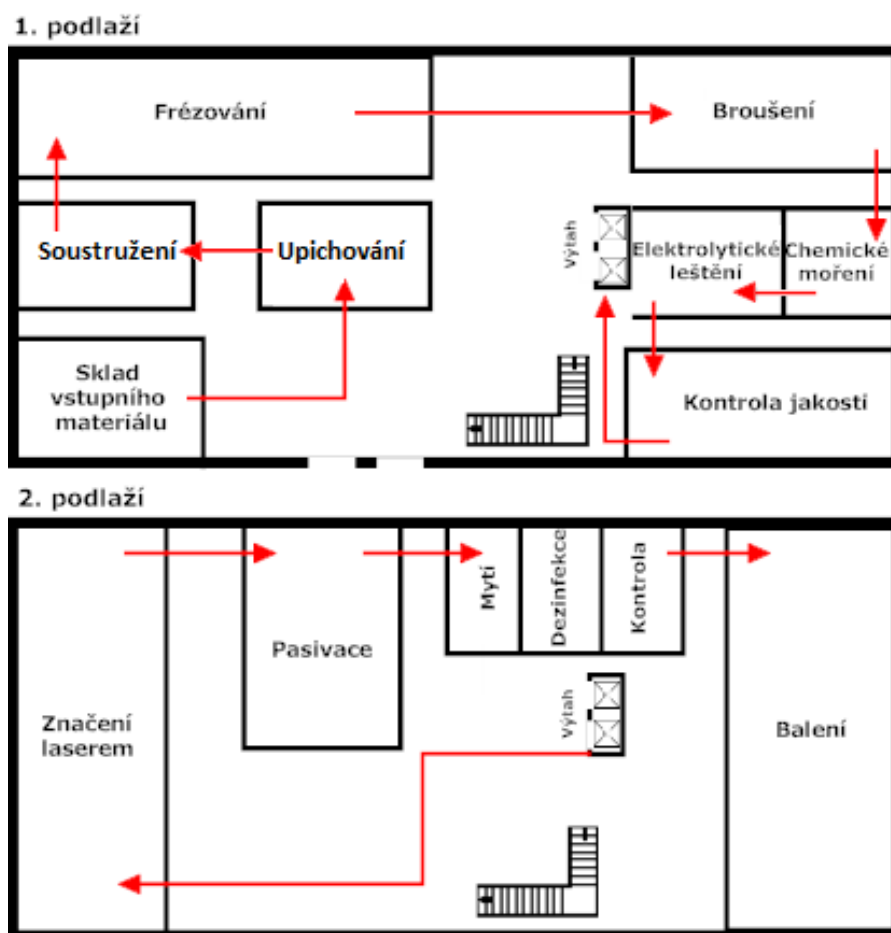 1. podlaží
Frézování
Broušení
Soustružení
Upichování
Výtah
Elektrolytické
leštění
Chemické
moření
Sklad
vstupního
materiálu
Kontrola jakosti
2. podlaží
Mytí
Dezinfekce
Kontrola
Pasivace
Značení
laserem
Výtah
Balení